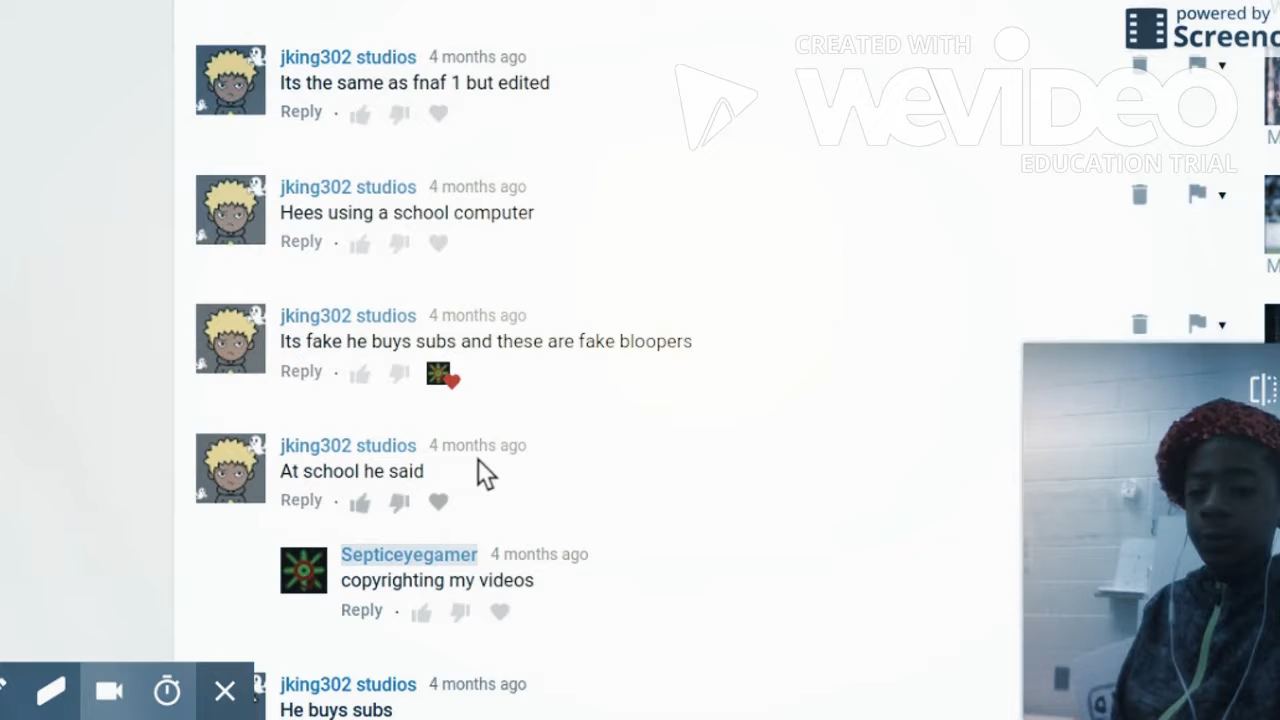 powered by
CREATED WITH
WEVIDEO
EDUCATION TRIAL
jking302 studios 4 months ago
Its the same as fnaf 1 but edited
Reply
jking302 studios 4 months ago
Hees using a school computer
Reply
jking302 studios 4 months ago
Its fake he buys subs and these are fake bloopers
Reply
jking302 studios 4 months ago
At school he said
Reply
Septiceyegamer 4 months ago
copyrighting my videos
Reply
jking302 studios 4 months ago
He buys subs